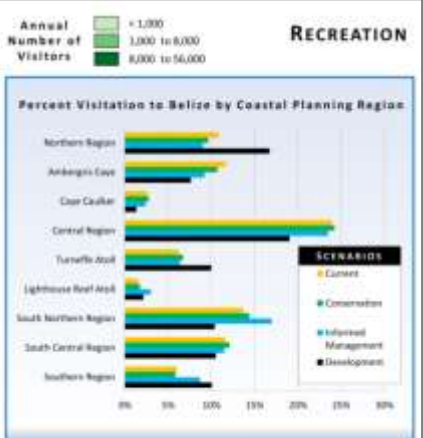 Annual
Number of
Visitors
< 1,000
1,000 to 8,000
8,000 to 56,000
RECREATION
Percent Visitation to Belize by Coastal Planning Region
Northern Region
Ambergris Caye
Caye Caulker
Central Region
Turneffe Atoll
Lighthouse Reef Atoll
South Northern Region
South Central Region
Southern Region
SCENARIOS
Current
Conservation
Informed
Management
Development
0% 5% 10% 15% 20% 25% 30%